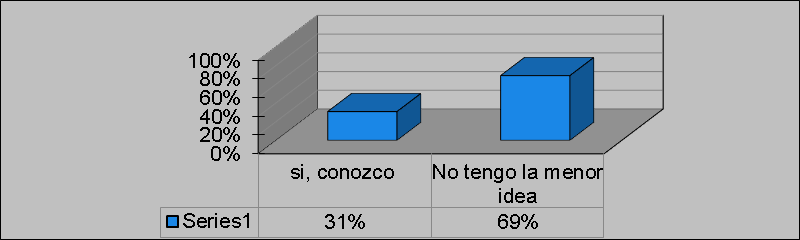 100%
80%
60%
40%
20%
0%
si, conozco
No tengo la menor
idea
Series1 31% 69%